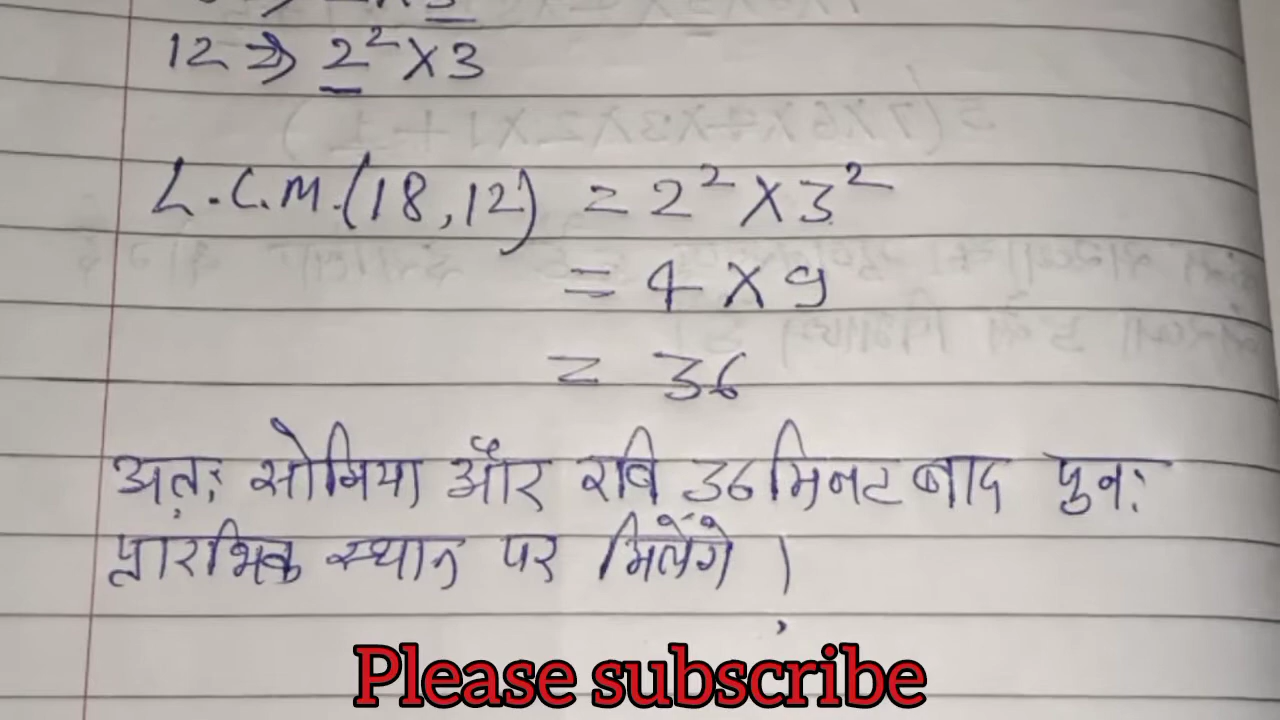 12 ⇒ 2² × 3
L.C.M.(18,12) = 2² × 3²
= 4 × 9
= 36
अतः सोनिया और रवि 36 मिनट बाद पुनः
प्रारंभिक स्थान पर मिलेंगे ।
Please subscribe